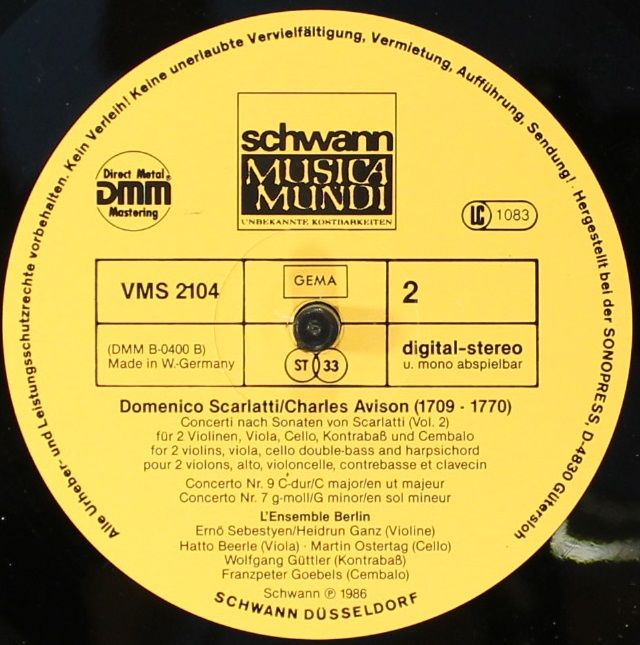 Alle Urheber- und Leistungsschutzrechte vorbehalten. Kein Verleih! Keine unerlaubte Vervielfältigung, Vermietung, Aufführung, Sendung! · Hergestellt bei der SONOPRESS, D-4830 Gütersloh
schwann
MUSICA
MUNDI
UNBEKANNTE KOSTBARKEITEN
Direct Metal
DMM
Mastering
LC 1083
VMS 2104
GEMA
2
(DMM B-0400 B)
Made in W.-Germany
ST 33
digital-stereo
u. mono abspielbar
Domenico Scarlatti/Charles Avison (1709 - 1770)
Concerti nach Sonaten von Scarlatti (Vol. 2)
für 2 Violinen, Viola, Cello, Kontrabaß und Cembalo
for 2 violins, viola, cello double-bass and harpsichord
pour 2 violons, alto, violoncelle, contrebasse et clavecin
Concerto Nr. 9 C-dur/C major/en ut majeur
Concerto Nr. 7 g-moll/G minor/en sol mineur
L'Ensemble Berlin
Ernö Sebestyen/Heidrun Ganz (Violine)
Hatto Beerle (Viola) · Martin Ostertag (Cello)
Wolfgang Güttler (Kontrabaß)
Franzpeter Goebels (Cembalo)
Schwann ℗ 1986
SCHWANN DÜSSELDORF